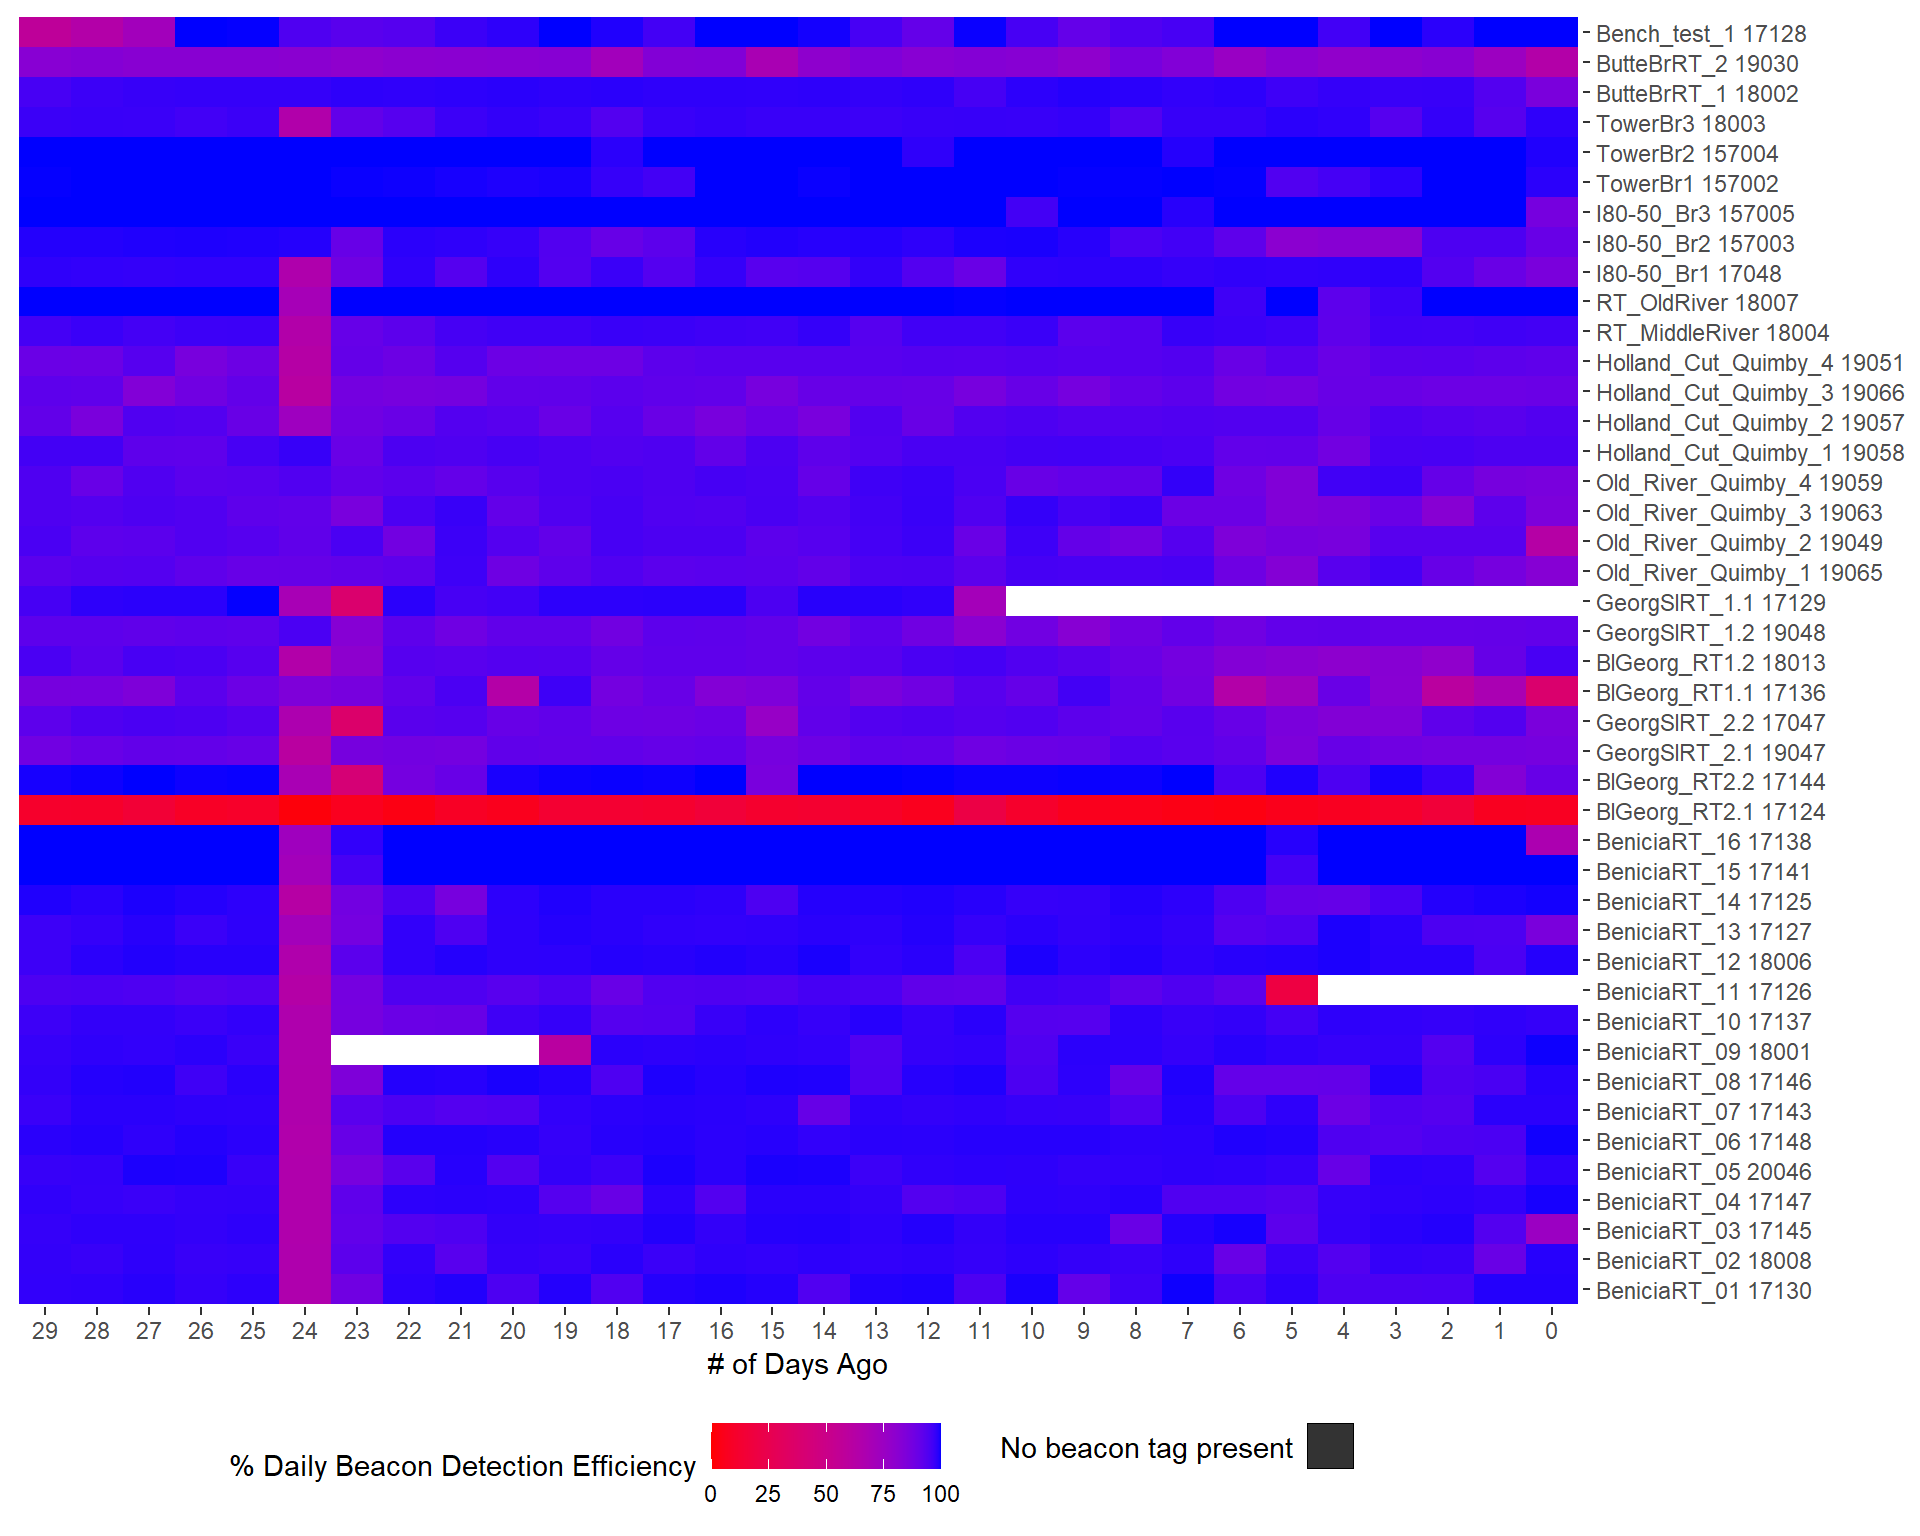 Bench_test_1 17128
ButteBrRT_2 19030
ButteBrRT_1 18002
TowerBr3 18003
TowerBr2 157004
TowerBr1 157002
I80-50_Br3 157005
I80-50_Br2 157003
I80-50_Br1 17048
RT_OldRiver 18007
RT_MiddleRiver 18004
Holland_Cut_Quimby_4 19051
Holland_Cut_Quimby_3 19066
Holland_Cut_Quimby_2 19057
Holland_Cut_Quimby_1 19058
Old_River_Quimby_4 19059
Old_River_Quimby_3 19063
Old_River_Quimby_2 19049
Old_River_Quimby_1 19065
GeorgSlRT_1.1 17129
GeorgSlRT_1.2 19048
BlGeorg_RT1.2 18013
BlGeorg_RT1.1 17136
GeorgSlRT_2.2 17047
GeorgSlRT_2.1 19047
BlGeorg_RT2.2 17144
BlGeorg_RT2.1 17124
BeniciaRT_16 17138
BeniciaRT_15 17141
BeniciaRT_14 17125
BeniciaRT_13 17127
BeniciaRT_12 18006
BeniciaRT_11 17126
BeniciaRT_10 17137
BeniciaRT_09 18001
BeniciaRT_08 17146
BeniciaRT_07 17143
BeniciaRT_06 17148
BeniciaRT_05 20046
BeniciaRT_04 17147
BeniciaRT_03 17145
BeniciaRT_02 18008
BeniciaRT_01 17130
29 28 27 26 25 24 23 22 21 20 19 18 17 16 15 14 13 12 11 10 9 8 7 6 5 4 3 2 1 0
# of Days Ago
% Daily Beacon Detection Efficiency
0 25 50 75 100
No beacon tag present